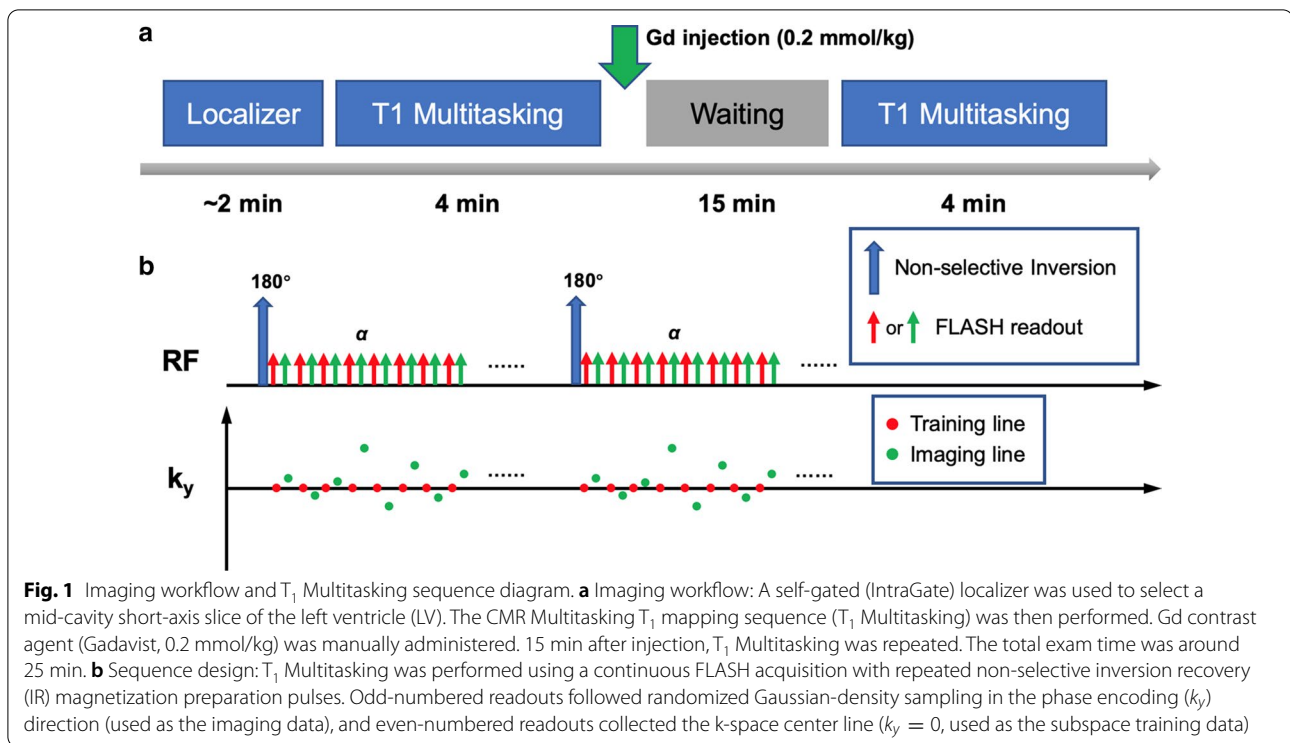 a
Gd injection (0.2 mmol/kg)
Localizer
T1 Multitasking
Waiting
T1 Multitasking
~2 min
4 min
15 min
4 min
b
180°
α
......
180°
α
......
RF
Non-selective Inversion
or FLASH readout
ky
......
......
Training line
Imaging line
Fig. 1 Imaging workflow and T1 Multitasking sequence diagram. a Imaging workflow: A self-gated (IntraGate) localizer was used to select a
mid-cavity short-axis slice of the left ventricle (LV). The CMR Multitasking T1 mapping sequence (T1 Multitasking) was then performed. Gd contrast
agent (Gadavist, 0.2 mmol/kg) was manually administered. 15 min after injection, T1 Multitasking was repeated. The total exam time was around
25 min. b Sequence design: T1 Multitasking was performed using a continuous FLASH acquisition with repeated non-selective inversion recovery
(IR) magnetization preparation pulses. Odd-numbered readouts followed randomized Gaussian-density sampling in the phase encoding (ky)
direction (used as the imaging data), and even-numbered readouts collected the k-space center line (ky = 0, used as the subspace training data)